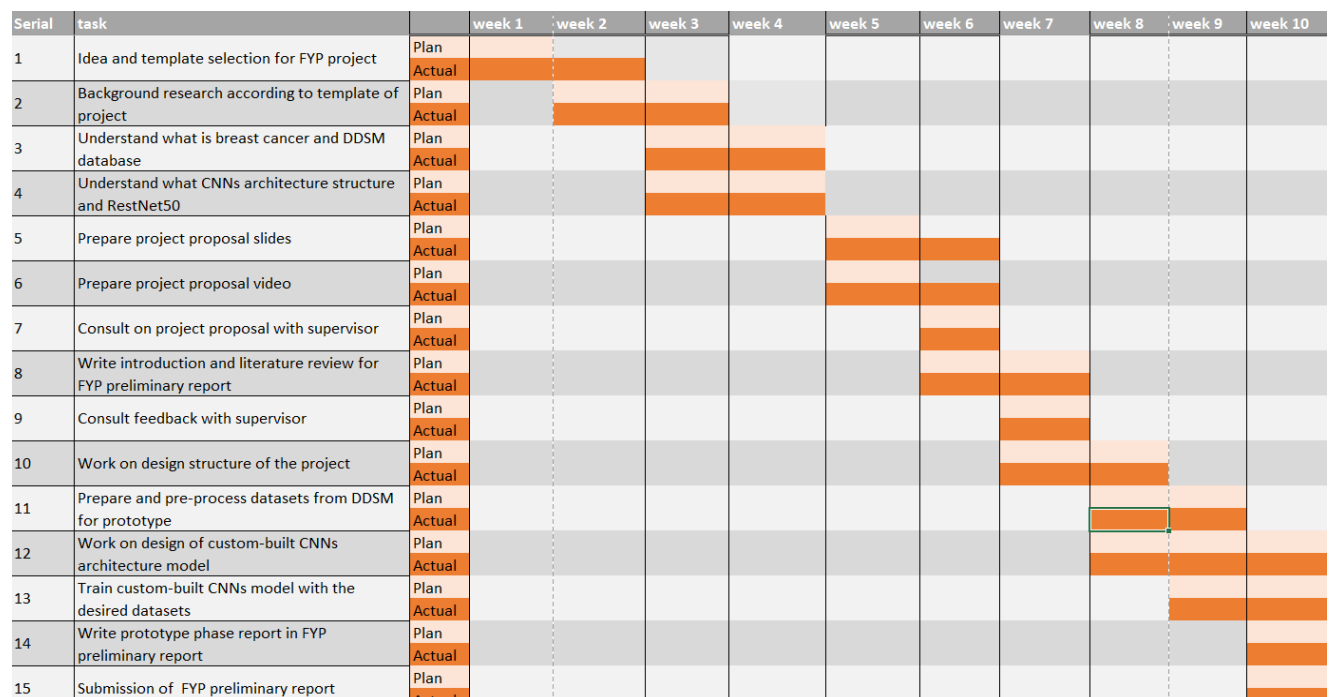 Serial task week 1 week 2 week 3 week 4 week 5 week 6 week 7 week 8 week 9 week 10
1 Idea and template selection for FYP project Plan
Actual
2 Background research according to template of Plan
project Actual
3 Understand what is breast cancer and DDSM Plan
database Actual
4 Understand what CNNs architecture structure Plan
and RestNet50 Actual
5 Prepare project proposal slides Plan
Actual
6 Prepare project proposal video Plan
Actual
7 Consult on project proposal with supervisor Plan
Actual
8 Write introduction and literature review for Plan
FYP preliminary report Actual
9 Consult feedback with supervisor Plan
Actual
10 Work on design structure of the project Plan
Actual
11 Prepare and pre-process datasets from DDSM Plan
for prototype Actual
12 Work on design of custom-built CNNs Plan
architecture model Actual
13 Train custom-built CNNs model with the Plan
desired datasets Actual
14 Write prototype phase report in FYP Plan
preliminary report Actual
15 Submission of FYP preliminary report Plan